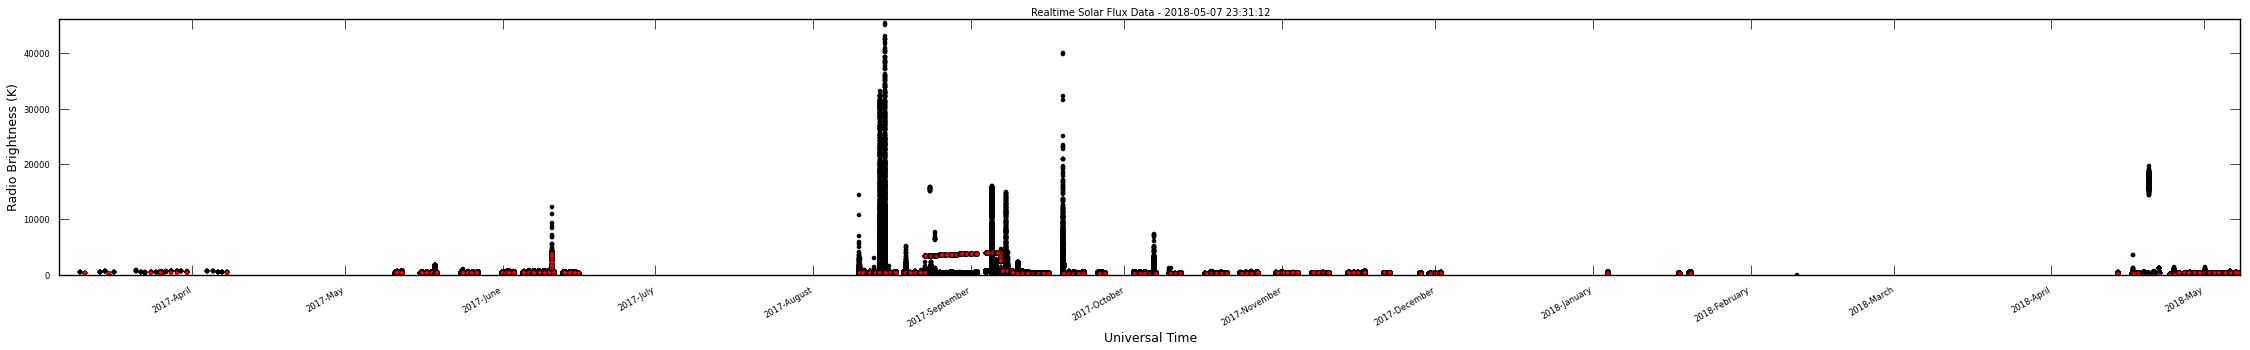 Realtime Solar Flux Data - 2018-05-07 23:31:12
Radio Brightness (K)
40000
30000
20000
10000
0
2017-April
2017-May
2017-June
2017-July
2017-August
2017-September
2017-October
2017-November
2017-December
2018-January
2018-February
2018-March
2018-April
2018-May
Universal Time